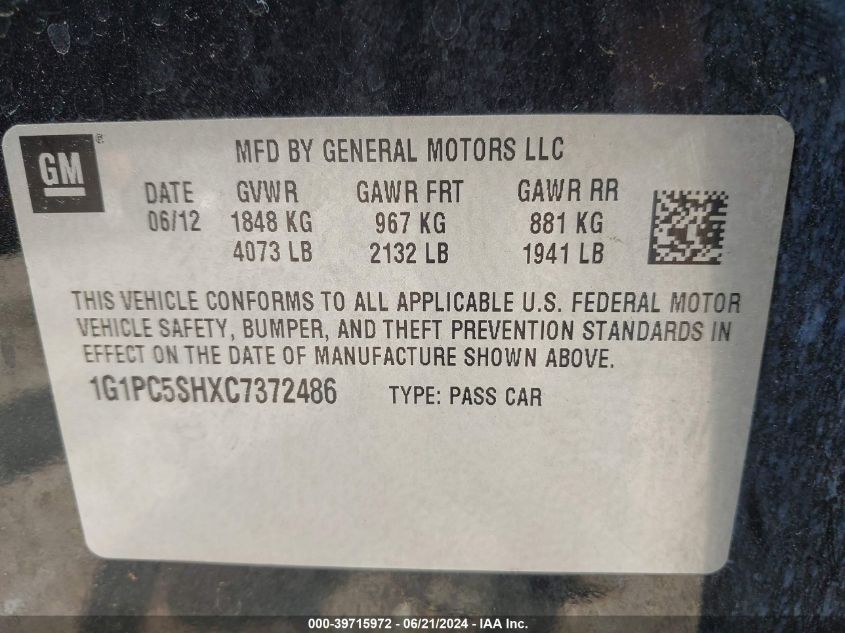 GM ®
MFD BY GENERAL MOTORS LLC
DATE GVWR GAWR FRT GAWR RR
06/12 1848 KG 967 KG 881 KG
4073 LB 2132 LB 1941 LB
THIS VEHICLE CONFORMS TO ALL APPLICABLE U.S. FEDERAL MOTOR
VEHICLE SAFETY, BUMPER, AND THEFT PREVENTION STANDARDS IN
EFFECT ON THE DATE OF MANUFACTURE SHOWN ABOVE.
1G1PC5SHXC7372486 TYPE: PASS CAR
000-39715972 / 06/21/2024 - IAA Inc.